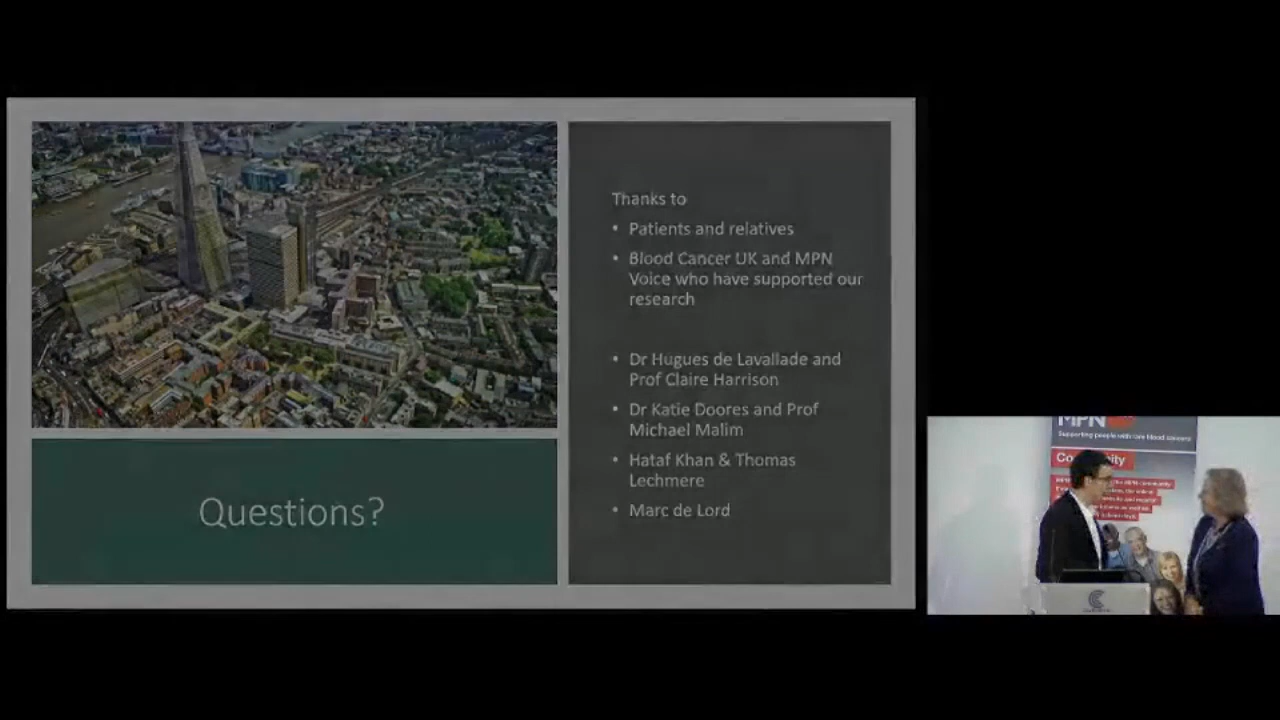 Thanks to
• Patients and relatives
• Blood Cancer UK and MPN
Voice who have supported our
research
• Dr Hugues de Lavallade and
Prof Claire Harrison
• Dr Katie Doores and Prof
Michael Malim
• Hataf Khan & Thomas
Lechmere
• Marc de Lord
Questions?
MPN
Supporting people with rare blood cancers